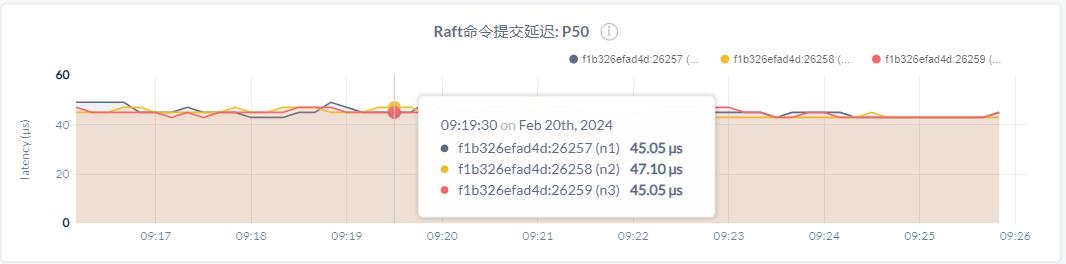 Raft命令提交延迟: P50 ⓘ
f1b326efad4d:26257 (... f1b326efad4d:26258 (... f1b326efad4d:26259 (...
latency (μs)
60
40
20
0
09:19:30 on Feb 20th, 2024
f1b326efad4d:26257 (n1) 45.05 μs
f1b326efad4d:26258 (n2) 47.10 μs
f1b326efad4d:26259 (n3) 45.05 μs
09:17 09:18 09:19 09:20 09:21 09:22 09:23 09:24 09:25 09:26